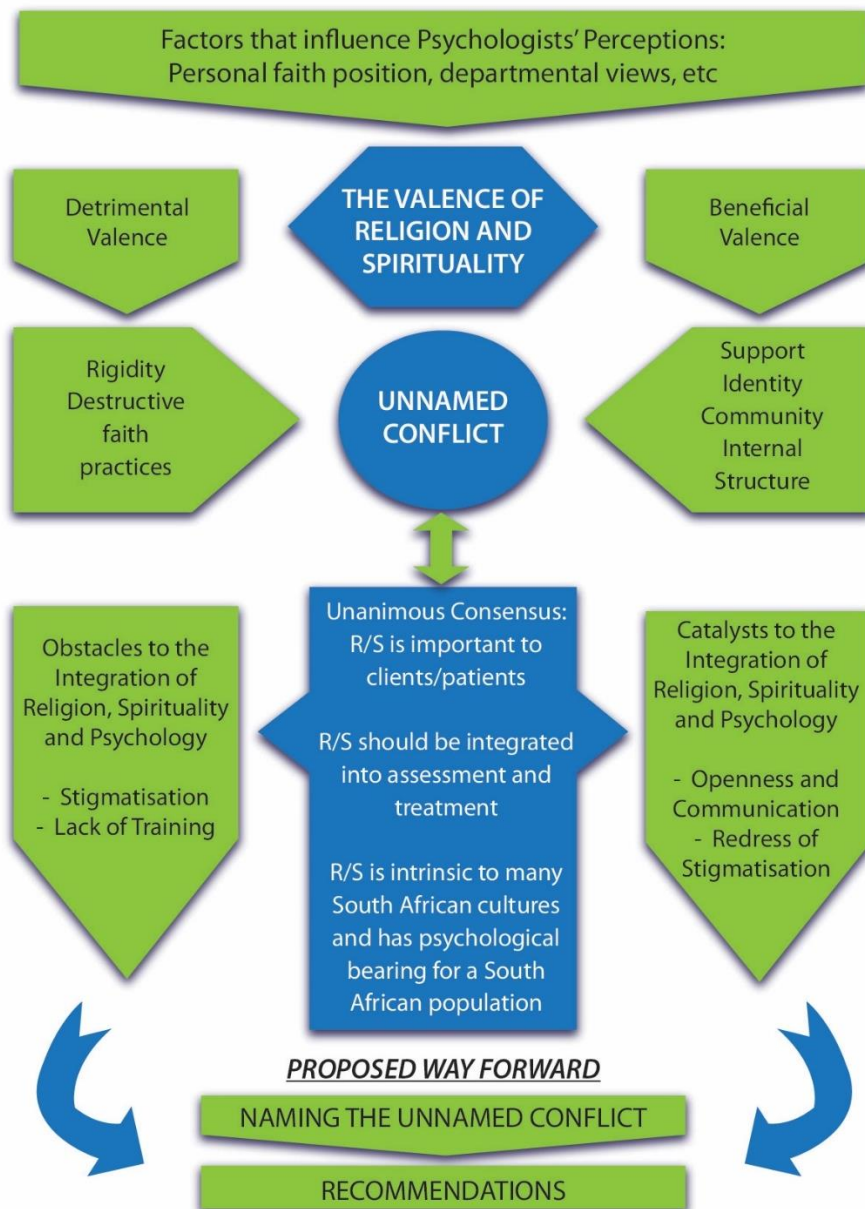 Factors that influence Psychologists' Perceptions:
Personal faith position, departmental views, etc
Detrimental
Valence
THE VALENCE OF
RELIGION AND
SPIRITUALITY
Beneficial
Valence
Rigidity
Destructive
faith
practices
UNNAMED
CONFLICT
Support
Identity
Community
Internal
Structure
Obstacles to the
Integration of
Religion, Spirituality
and Psychology
- Stigmatisation
- Lack of Training
Unanimous Consensus:
R/S is important to
clients/patients
R/S should be integrated
into assessment and
treatment
R/S is intrinsic to many
South African cultures
and has psychological
bearing for a South
African population
Catalysts to the
Integration of
Religion, Spirituality
and Psychology
- Openness and
Communication
- Redress of
Stigmatisation
PROPOSED WAY FORWARD
NAMING THE UNNAMED CONFLICT
RECOMMENDATIONS